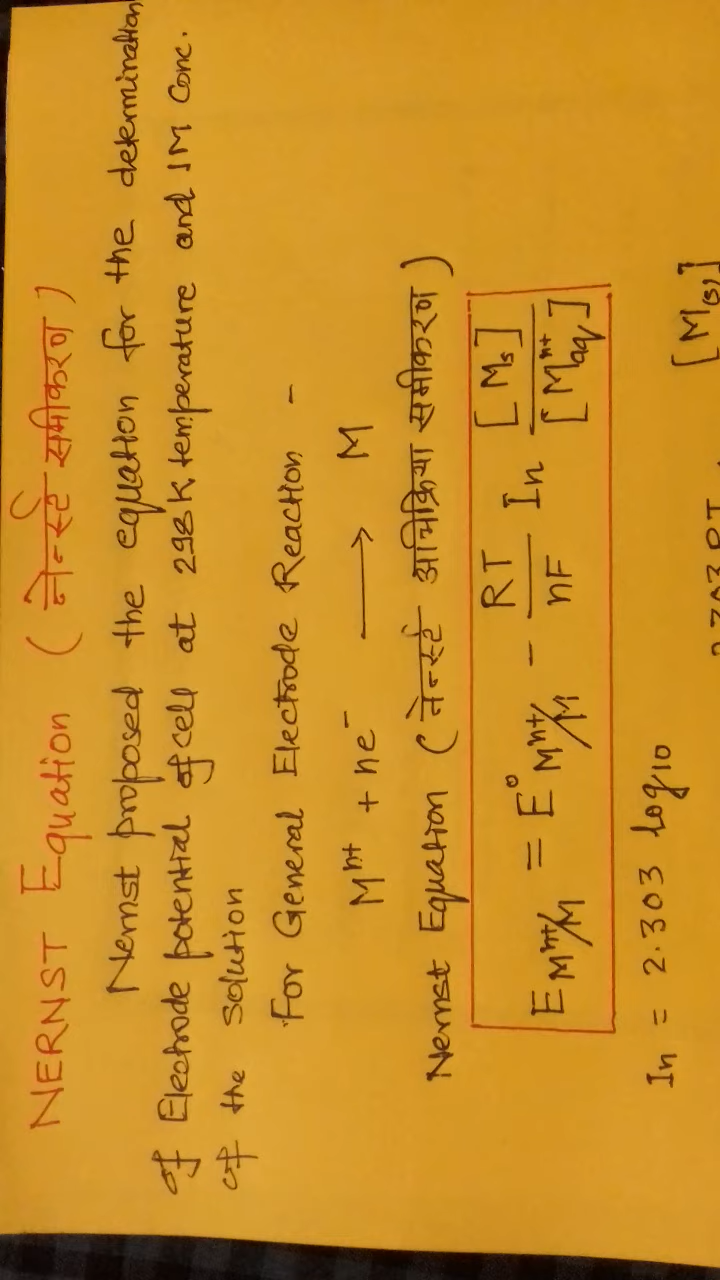 NERNST Equation (नेर्न्स्ट समीकरण)
Nernst proposed the equation for the determination
of Electrode potential of cell at 298K temperature and 1M Conc.
of the solution
For General Electrode Reaction -
Mⁿ⁺ + ne⁻ ⟶ M
Nernst Equation (नेर्न्स्ट अभिक्रिया समीकरण)
E Mⁿ⁺/M = E° Mⁿ⁺/M - RT/nF In [Ms]/[Mⁿ⁺aq]
In = 2.303 log10
[M(s)]